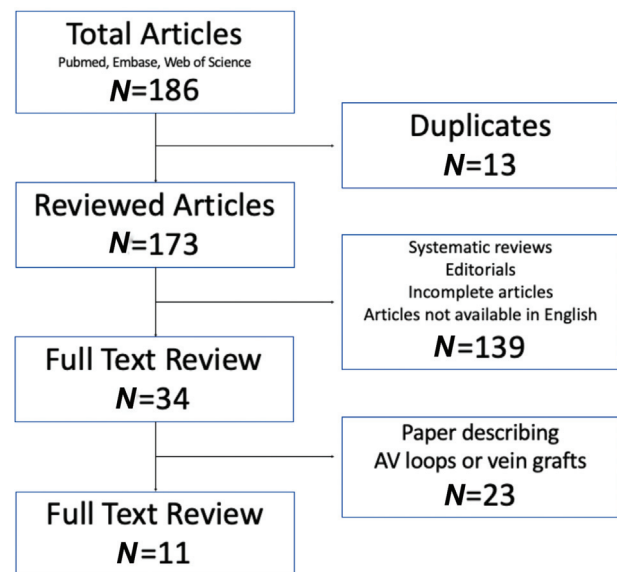 Total Articles
Pubmed, Embase, Web of Science
N=186
Duplicates
N=13
Reviewed Articles
N=173
Systematic reviews
Editorials
Incomplete articles
Articles not available in English
N=139
Full Text Review
N=34
Paper describing
AV loops or vein grafts
N=23
Full Text Review
N=11